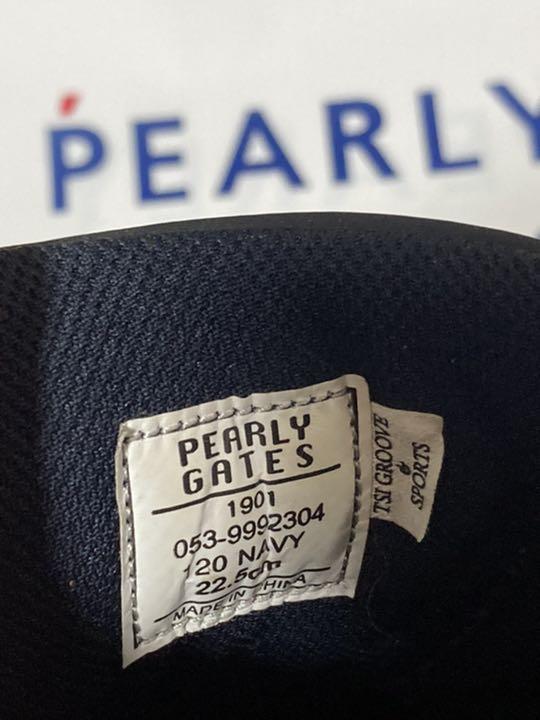 PEARLY
PEARLY
GATES
1901
053-9992304
120 NAVY
22.5cm
MADE IN CHINA
TSI GROOVE
&
SPORTS